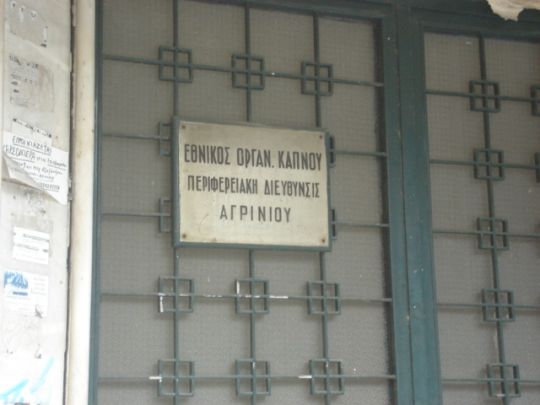 ΕΘΝΙΚΟΣ ΟΡΓΑΝ. ΚΑΠΝΟΥ
ΠΕΡΙΦΕΡΕΙΑΚΗ ΔΙΕΥΘΥΝΣΙΣ
ΑΓΡΙΝΙΟΥ